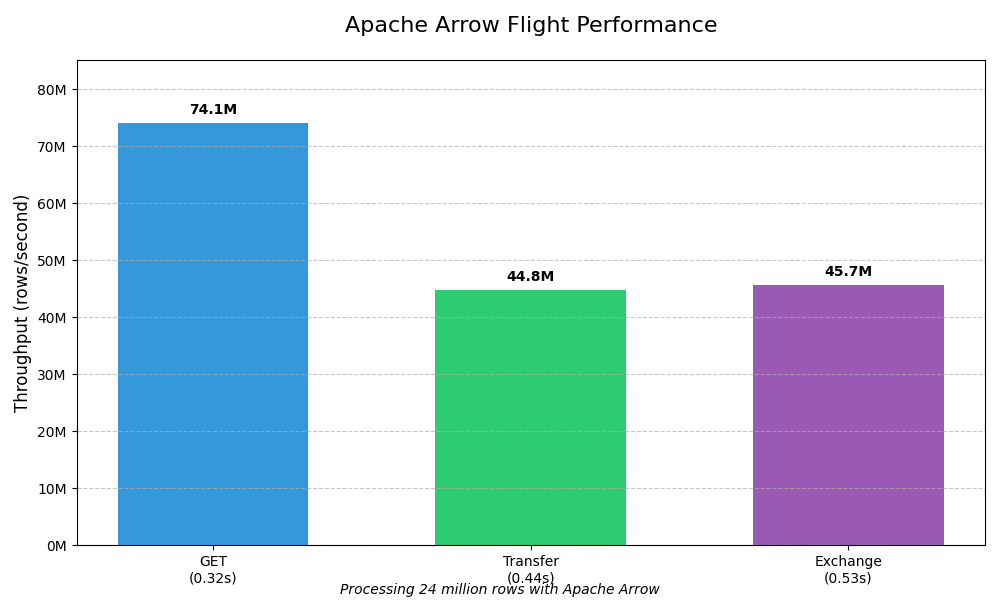 Apache Arrow Flight Performance
Throughput (rows/second)
80M
70M
60M
50M
40M
30M
20M
10M
0M
74.1M
44.8M
45.7M
GET
(0.32s)
Transfer
(0.44s)
Exchange
(0.53s)
Processing 24 million rows with Apache Arrow